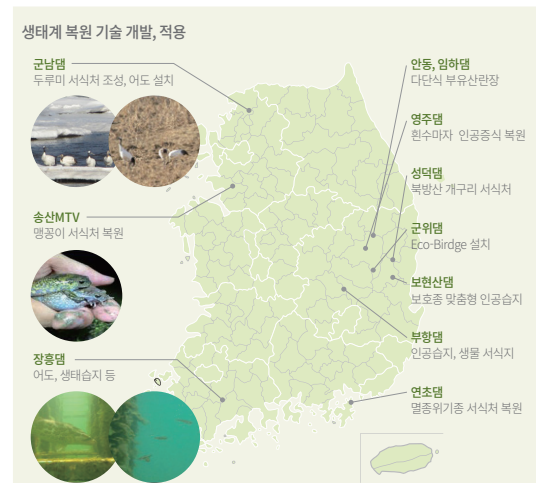 생태계 복원 기술 개발, 적용
군남댐
두루미 서식처 조성, 어도 설치
송산MTV
맹꽁이 서식처 복원
장흥댐
어도, 생태습지 등
안동, 임하댐
다단식 부유산란장
영주댐
흰수마자 인공증식 복원
성덕댐
북방산 개구리 서식처
군위댐
Eco-Birdge 설치
보현산댐
보호종 맞춤형 인공습지
부항댐
인공습지, 생물 서식지
연초댐
멸종위기종 서식처 복원